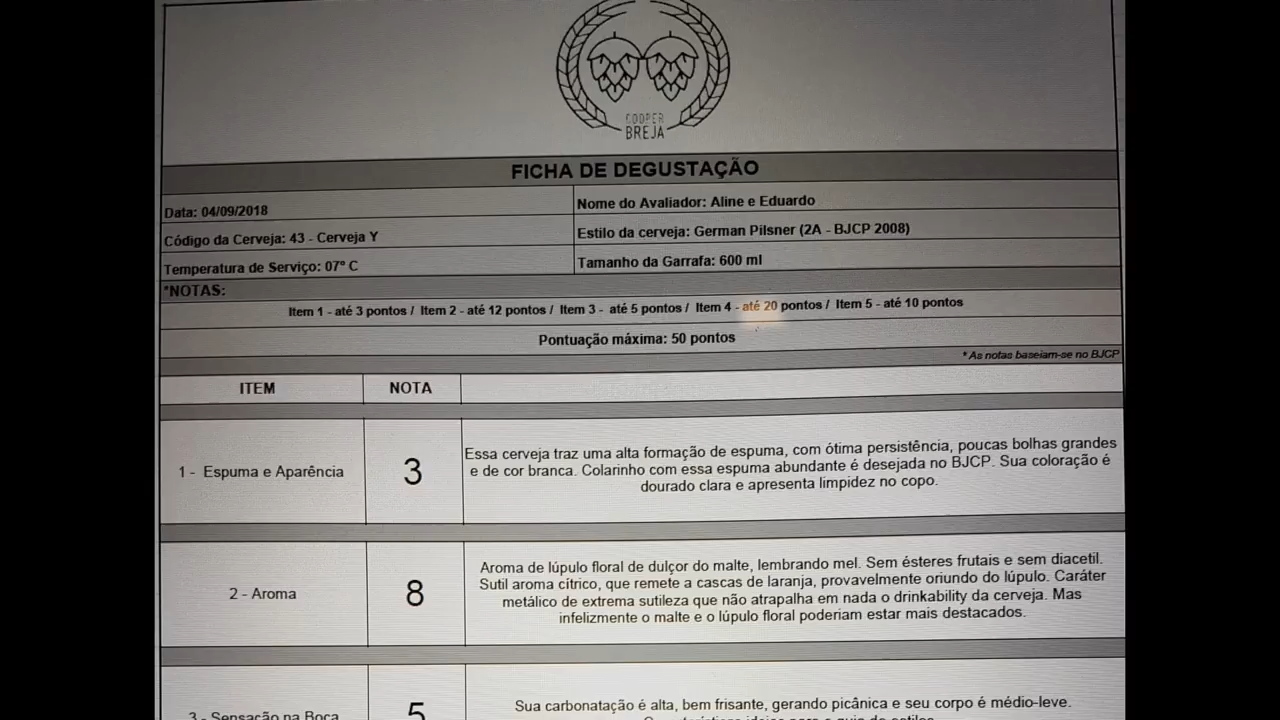 COOPER
BREJA
FICHA DE DEGUSTAÇÃO
Data: 04/09/2018
Nome do Avaliador: Aline e Eduardo
Código da Cerveja: 43 - Cerveja Y
Estilo da cerveja: German Pilsner (2A - BJCP 2008)
Temperatura de Serviço: 07º C
Tamanho da Garrafa: 600 ml
*NOTAS:
Item 1 - até 3 pontos / Item 2 - até 12 pontos / Item 3 - até 5 pontos / Item 4 - até 20 pontos / Item 5 - até 10 pontos
Pontuação máxima: 50 pontos
* As notas baseiam-se no BJCP
ITEM
NOTA
1 - Espuma e Aparência
3
Essa cerveja traz uma alta formação de espuma, com ótima persistência, poucas bolhas grandes
e de cor branca. Colarinho com essa espuma abundante é desejada no BJCP. Sua coloração é
dourado clara e apresenta limpidez no copo.
2 - Aroma
8
Aroma de lúpulo floral de dulçor do malte, lembrando mel. Sem ésteres frutais e sem diacetil.
Sutil aroma cítrico, que remete a cascas de laranja, provavelmente oriundo do lúpulo. Caráter
metálico de extrema sutileza que não atrapalha em nada o drinkability da cerveja. Mas
infelizmente o malte e o lúpulo floral poderiam estar mais destacados.
3 - Sensação na Boca
5
Sua carbonatação é alta, bem frisante, gerando picânica e seu corpo é médio-leve.